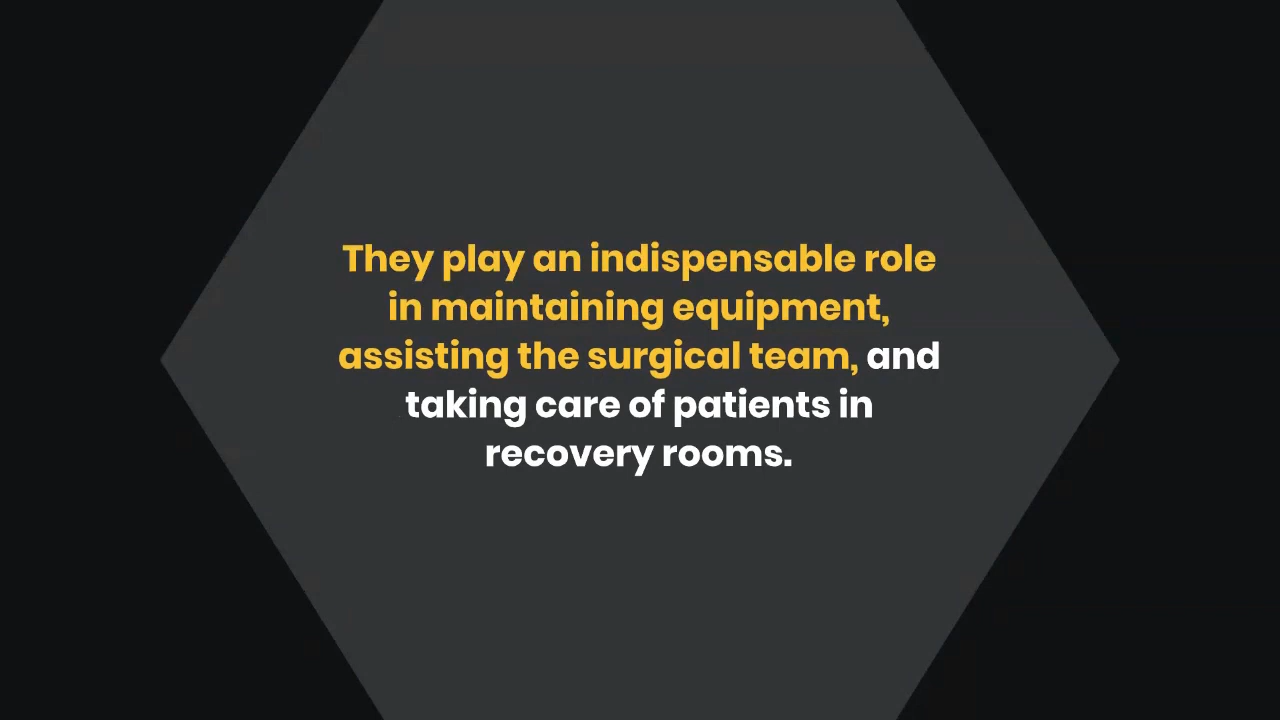 They play an indispensable role
in maintaining equipment,
assisting the surgical team, and
taking care of patients in
recovery rooms.